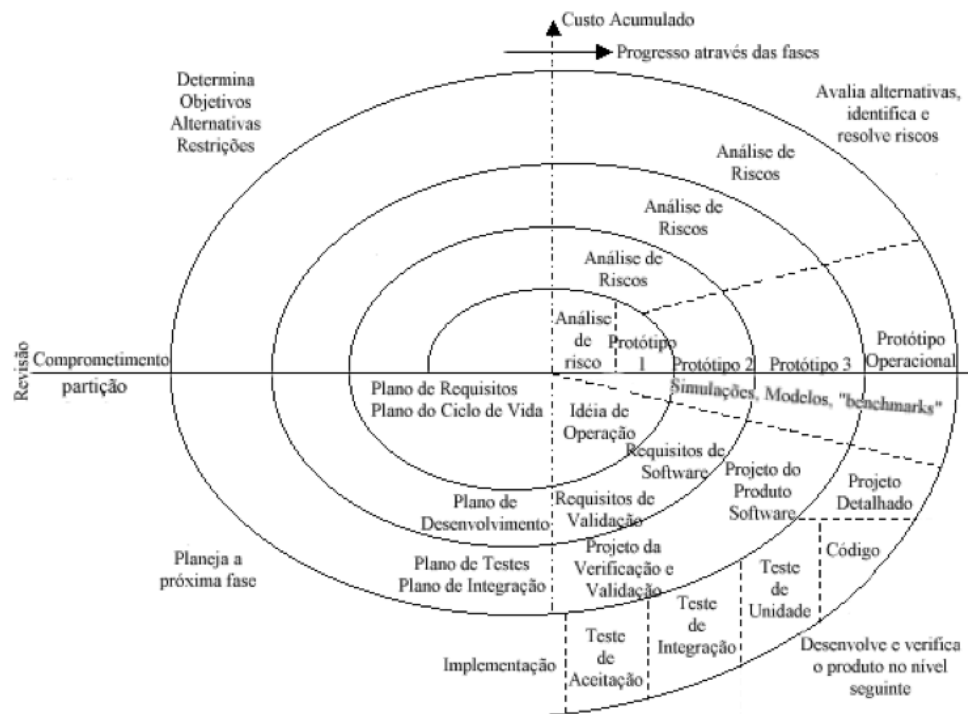 Custo Acumulado
Progresso através das fases
Determina
Objetivos
Alternativas
Restrições
Avalia alternativas,
identifica e
resolve riscos
Análise de
Riscos
Análise de
Riscos
Análise de
Riscos
Análise
de
risco
Protótipo
1
Protótipo 2
Protótipo 3
Protótipo
Operacional
Revisão
Comprometimento
partição
Plano de Requisitos
Plano do Ciclo de Vida
Idéia de
Operação
Simulações, Modelos, "benchmarks"
Requisitos de
Software
Projeto do
Produto
Software
Projeto
Detalhado
Plano de
Desenvolvimento
Requisitos de
Validação
Código
Planeja a
próxima fase
Plano de Testes
Plano de Integração
Projeto da
Verificação e
Validação
Teste
de
Unidade
Teste
de
Integração
Teste
de
Aceitação
Implementação
Desenvolve e verifica
o produto no nível
seguinte